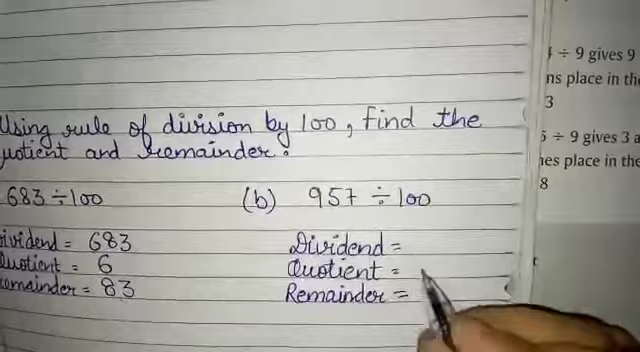 Using rule of division by 100, find the
quotient and remainder.
683 ÷ 100
(b) 957 ÷ 100
Dividend = 683
Quotient = 6
Remainder = 83
Dividend =
Quotient =
Remainder =
÷ 9 gives 9
ns place in the
3
÷ 9 gives 3 a
nes place in the
8